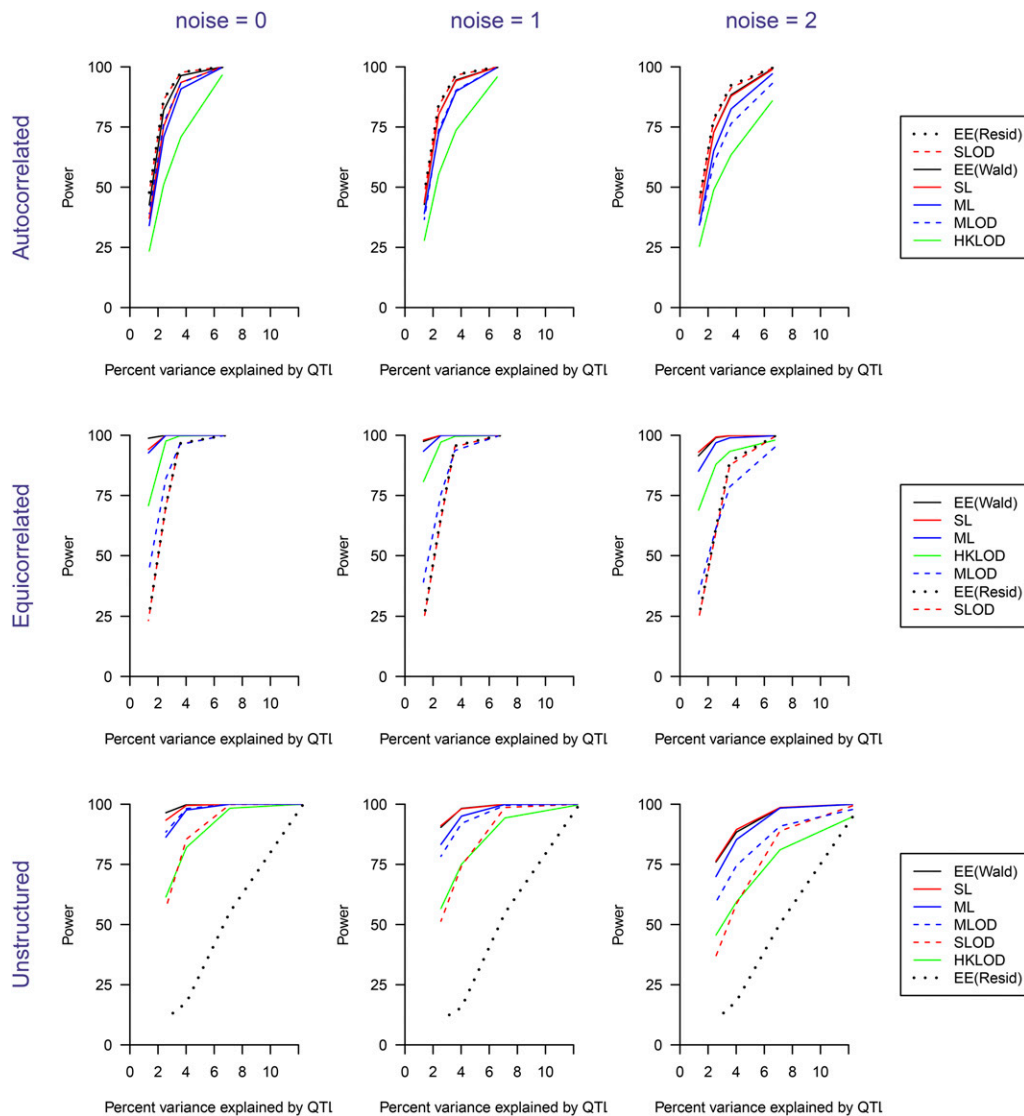 noise = 0
noise = 1
noise = 2
Autocorrelated
Power
100
75
50
25
0
0 2 4 6 8 10
Percent variance explained by QTL
Power
100
75
50
25
0
0 2 4 6 8 10
Percent variance explained by QTL
Power
100
75
50
25
0
0 2 4 6 8 10
Percent variance explained by QTL
EE(Resid)
SLOD
EE(Wald)
SL
ML
MLOD
HKLOD
Equicorrelated
Power
100
75
50
25
0
0 2 4 6 8 10
Percent variance explained by QTL
Power
100
75
50
25
0
0 2 4 6 8 10
Percent variance explained by QTL
Power
100
75
50
25
0
0 2 4 6 8 10
Percent variance explained by QTL
EE(Wald)
SL
ML
HKLOD
MLOD
EE(Resid)
SLOD
Unstructured
Power
100
75
50
25
0
0 2 4 6 8 10
Percent variance explained by QTL
Power
100
75
50
25
0
0 2 4 6 8 10
Percent variance explained by QTL
Power
100
75
50
25
0
0 2 4 6 8 10
Percent variance explained by QTL
EE(Wald)
SL
ML
MLOD
SLOD
HKLOD
EE(Resid)